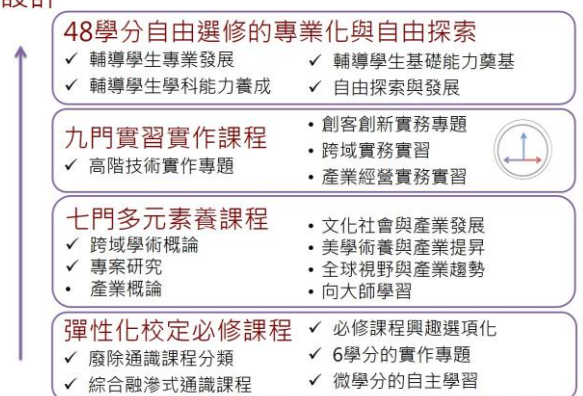 48學分自由選修的專業化與自由探索
✓ 輔導學生專業發展
✓ 輔導學生學科能力養成
✓ 輔導學生基礎能力奠基
✓ 自由探索與發展
九門實習實作課程
✓ 高階技術實作專題
• 創客創新實務專題
• 跨域實務實習
• 產業經營實務實習
七門多元素養課程
✓ 跨域學術概論
✓ 專案研究
• 產業概論
• 文化社會與產業發展
• 美學術養與產業提昇
• 全球視野與產業趨勢
• 向大師學習
彈性化校定必修課程
✓ 廢除通識課程分類
✓ 綜合融滲式通識課程
✓ 必修課程興趣選項化
✓ 6學分的實作專題
✓ 微學分的自主學習